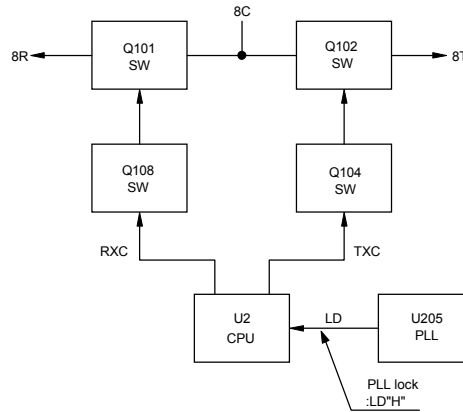 8C
8R
Q101
SW
Q102
SW
8T
Q108
SW
Q104
SW
RXC
TXC
U2
CPU
LD
U205
PLL
PLL lock
:LD"H"